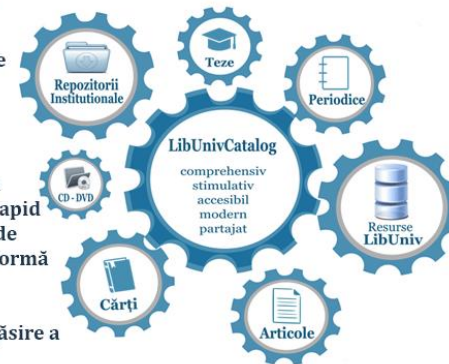 Teze
Repozitorii
Institutionale
Periodice
LibUnivCatalog
comprehensiv
stimulativ
accesibil
modern
partajat
CD - DVD
Resurse
LibUniv
Cărți
Articole
apid
de
ormă
ăsire a